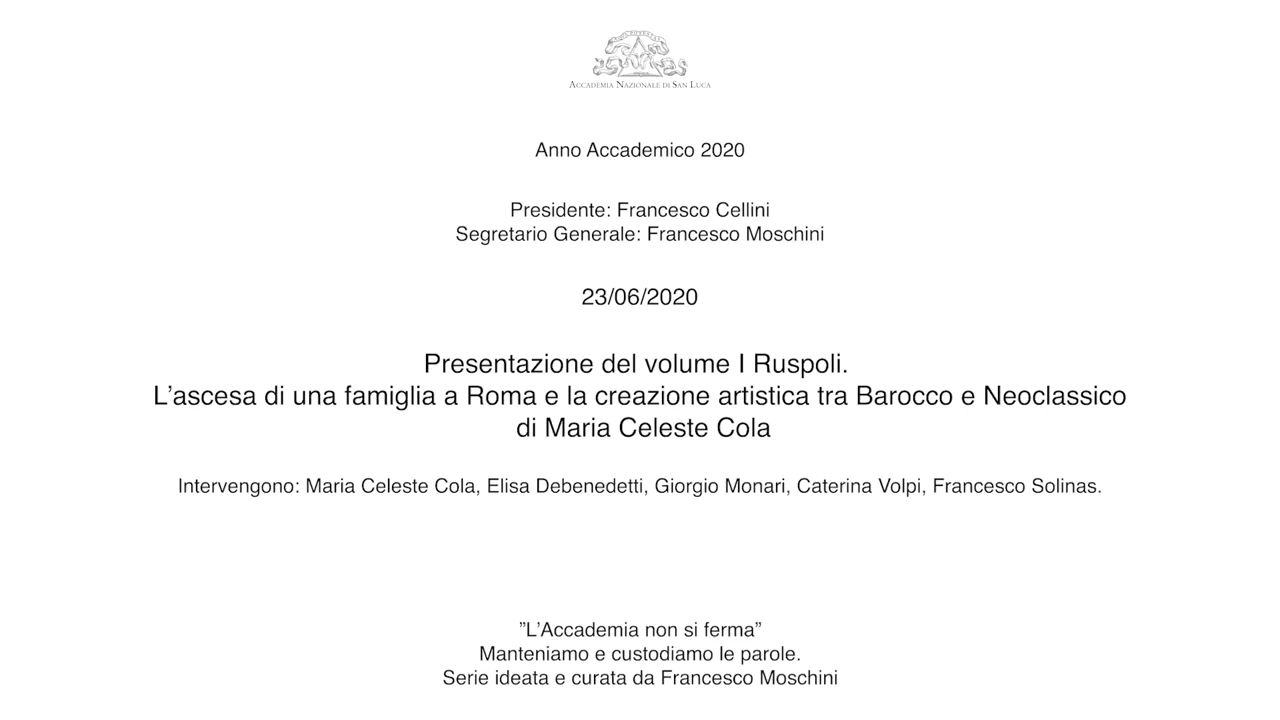 Accademia Nazionale di San Luca
Anno Accademico 2020
Presidente: Francesco Cellini
Segretario Generale: Francesco Moschini
23/06/2020
Presentazione del volume I Ruspoli.
L’ascesa di una famiglia a Roma e la creazione artistica tra Barocco e Neoclassico
di Maria Celeste Cola
Intervengono: Maria Celeste Cola, Elisa Debenedetti, Giorgio Monari, Caterina Volpi, Francesco Solinas.
”L’Accademia non si ferma”
Manteniamo e custodiamo le parole.
Serie ideata e curata da Francesco Moschini